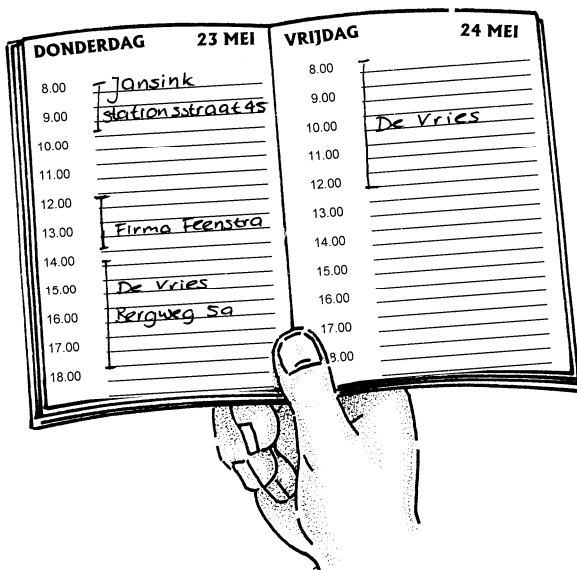 DONDERDAG 23 MEI
8.00 Jansink
9.00 stationsstraat 45
10.00
11.00
12.00
13.00 Firma Feenstra
14.00
15.00 De Vries
16.00 Bergweg 5a
17.00
18.00
VRIJDAG 24 MEI
8.00
9.00
10.00 De Vries
11.00
12.00
13.00
14.00
15.00
16.00
17.00
8.00